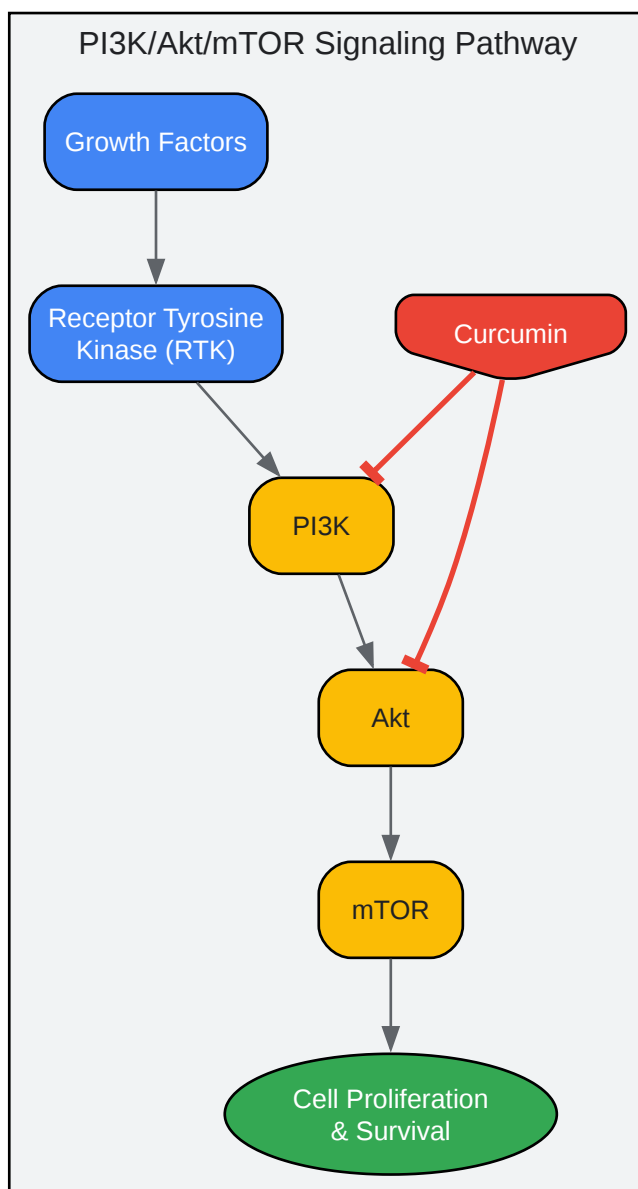 PI3K/Akt/mTOR Signaling Pathway
Growth Factors
Receptor Tyrosine
Kinase (RTK)
Curcumin
PI3K
Akt
mTOR
Cell Proliferation
& Survival